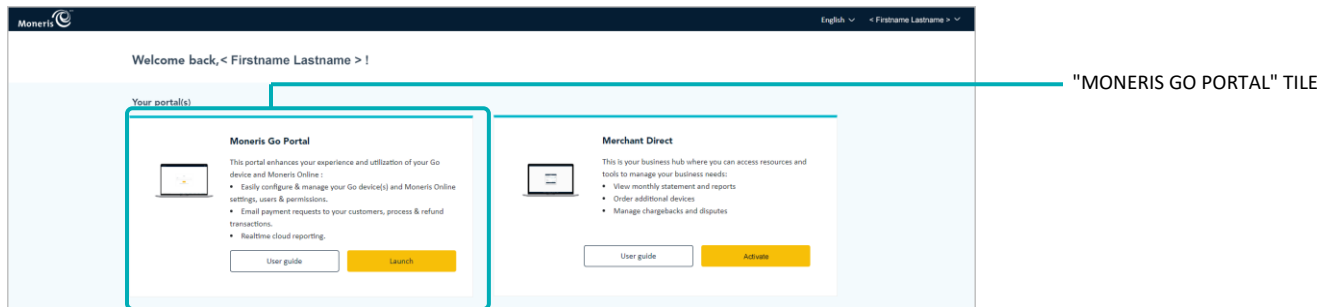 Moneris
English
< Firstname Lastname >
Welcome back,< Firstname Lastname > !
"MONERIS GO PORTAL" TILE
Your portal(s)
Moneris Go Portal
This portal enhances your experience and utilization of your Go
device and Moneris Online :
• Easily configure & manage your Go device(s) and Moneris Online
settings, users & permissions.
• Email payment requests to your customers, process & refund
transactions.
• Realtime cloud reporting.
User guide
Launch
Merchant Direct
This is your business hub where you can access resources and
tools to manage your business needs:
• View monthly statement and reports
• Order additional devices
• Manage chargebacks and disputes
User guide
Activate